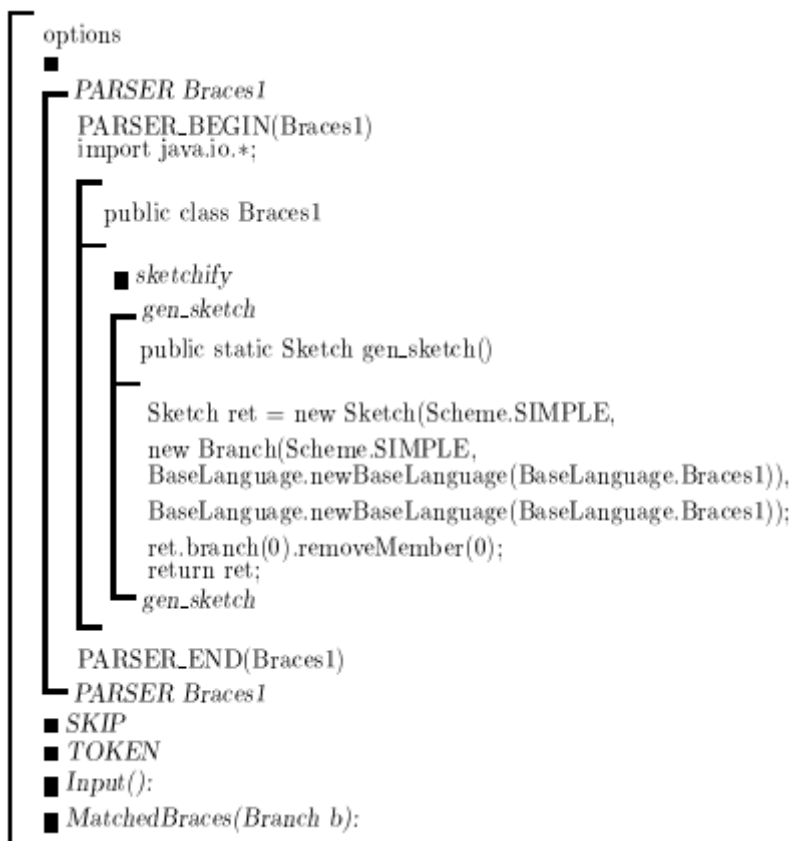 options
PARSER Braces1
PARSER_BEGIN(Braces1)
import java.io.*;
public class Braces1
sketchify
gen_sketch
public static Sketch gen_sketch()
Sketch ret = new Sketch(Scheme.SIMPLE,
new Branch(Scheme.SIMPLE,
BaseLanguage.newBaseLanguage(BaseLanguage.Braces1)),
BaseLanguage.newBaseLanguage(BaseLanguage.Braces1));
ret.branch(0).removeMember(0);
return ret;
gen_sketch
PARSER_END(Braces1)
PARSER Braces1
SKIP
TOKEN
Input():
MatchedBraces(Branch b):